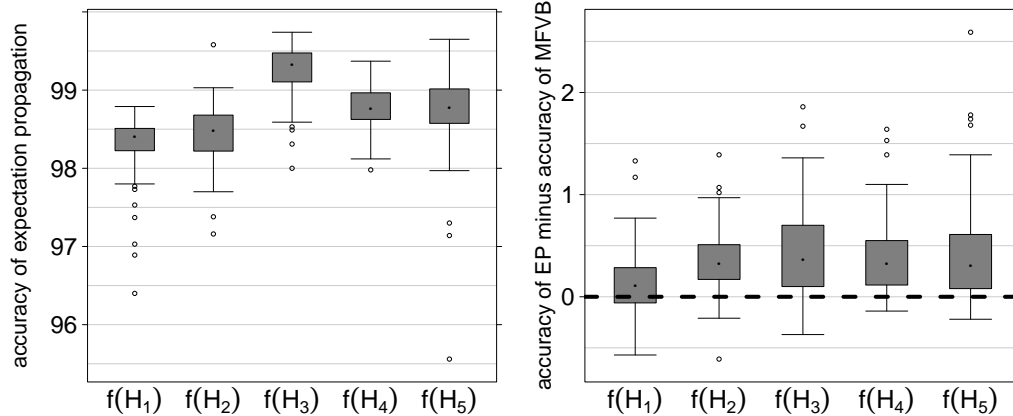 accuracy of expectation propagation
99
98
97
96
f(H₁) f(H₂) f(H₃) f(H₄) f(H₅)
accuracy of EP minus accuracy of MFVB
2
1
0
f(H₁) f(H₂) f(H₃) f(H₄) f(H₅)